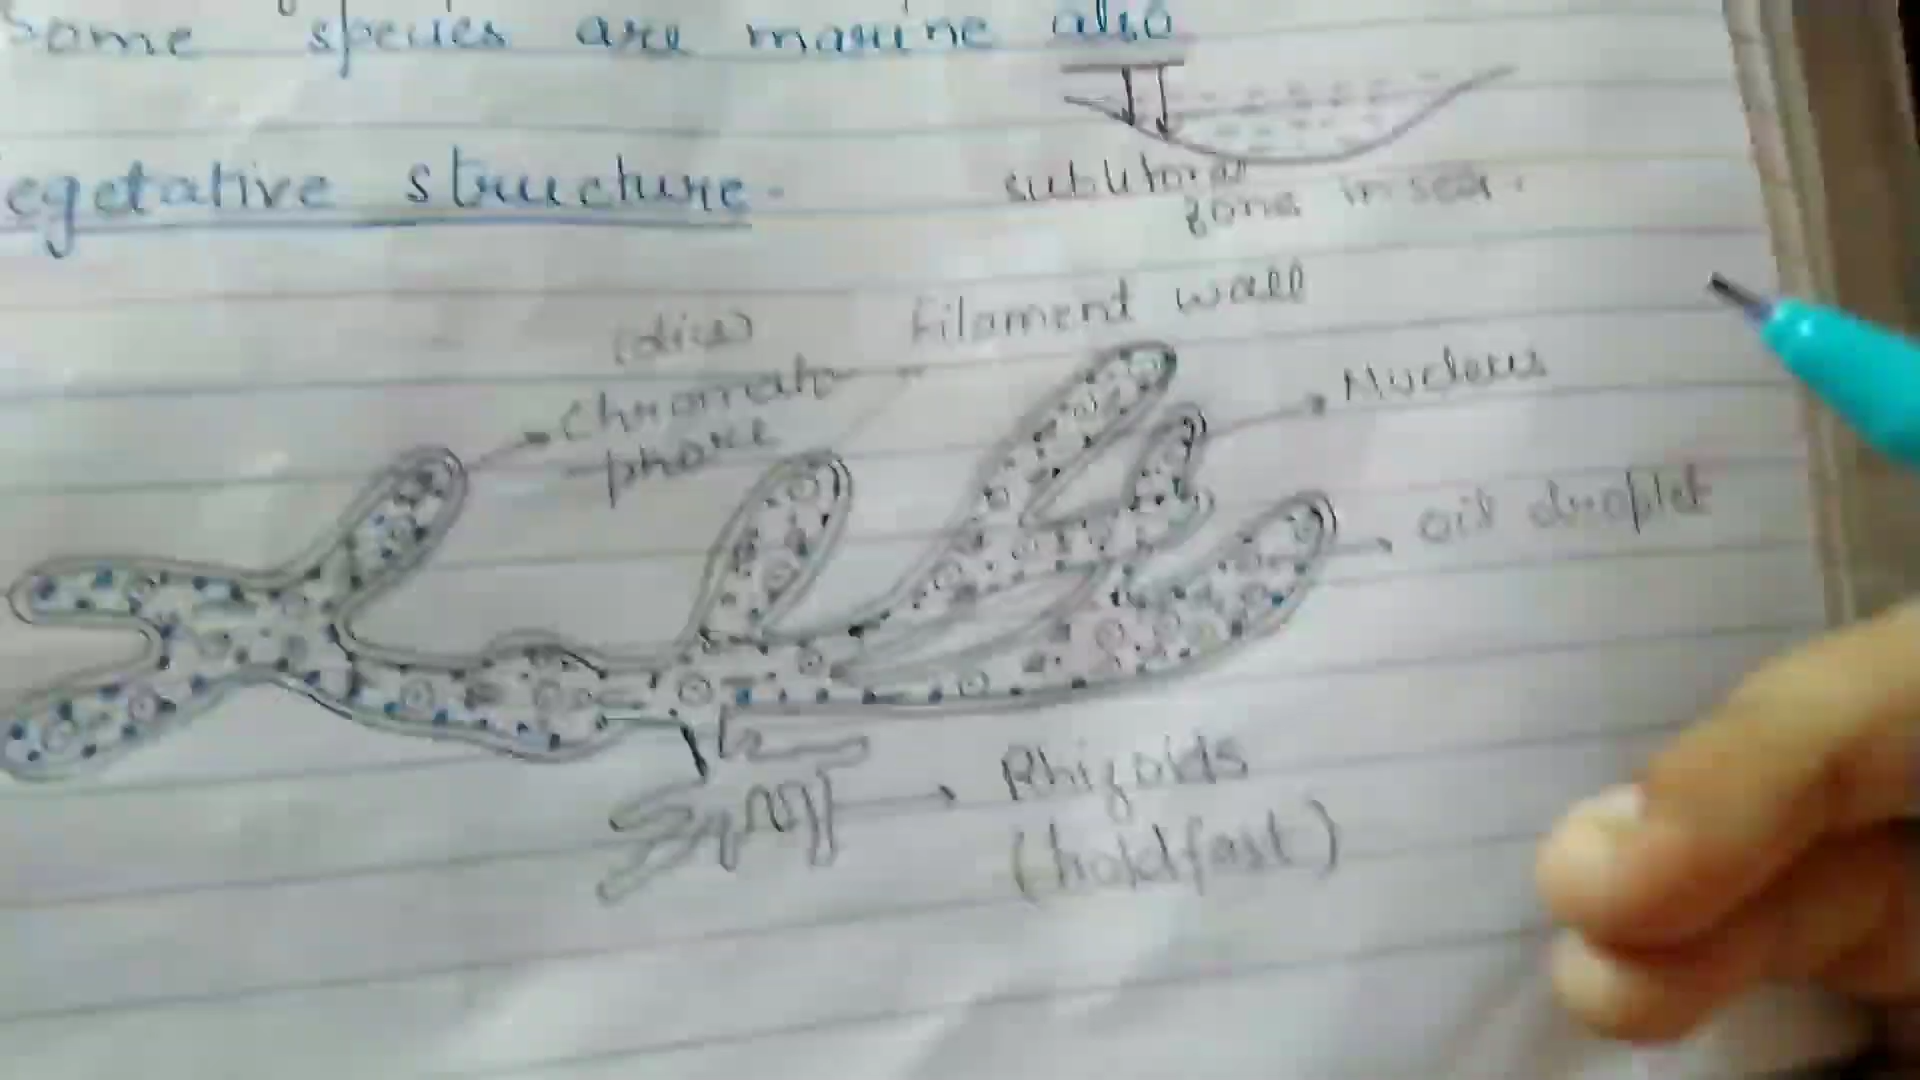 Some species are marine also
sublitoral
zone in sea.
egetative structure.
Filament wall
(disc)
Chromato
phore
Nucleus
oil droplet
Rhizoids
(holdfast)